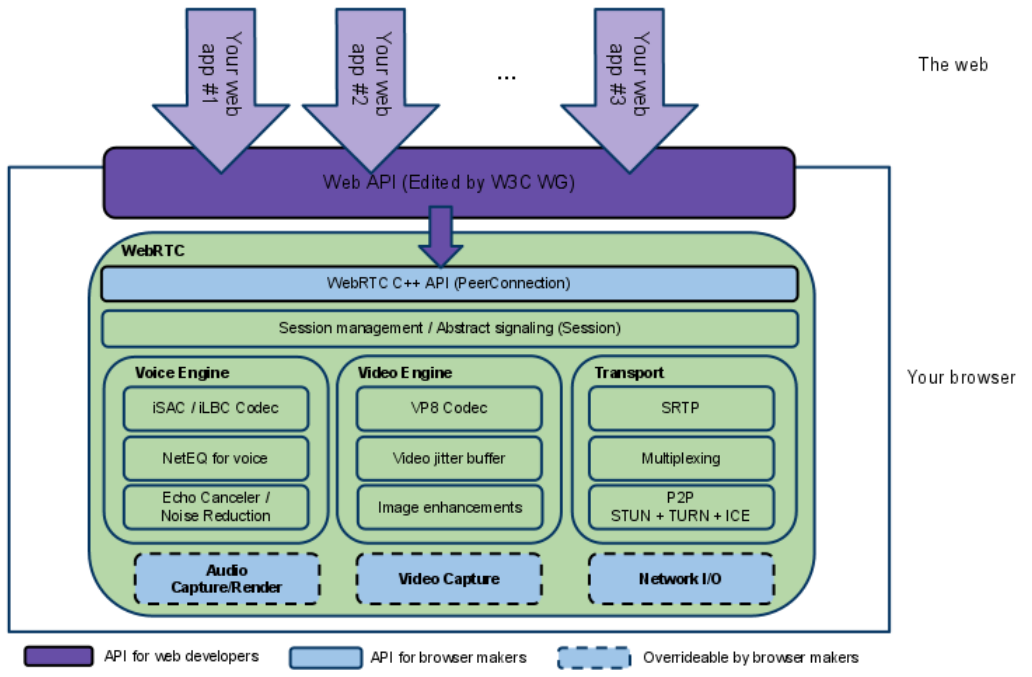 Your web
app #1
Your web
app #2
...
Your web
app #3
The web
Web API (Edited by W3C WG)
WebRTC
WebRTC C++ API (PeerConnection)
Session management / Abstract signaling (Session)
Your browser
Voice Engine
iSAC / iLBC Codec
NetEQ for voice
Echo Canceler /
Noise Reduction
Video Engine
VP8 Codec
Video jitter buffer
Image enhancements
Transport
SRTP
Multiplexing
P2P
STUN + TURN + ICE
Audio
Capture/Render
Video Capture
Network I/O
API for web developers
API for browser makers
Overrideable by browser makers